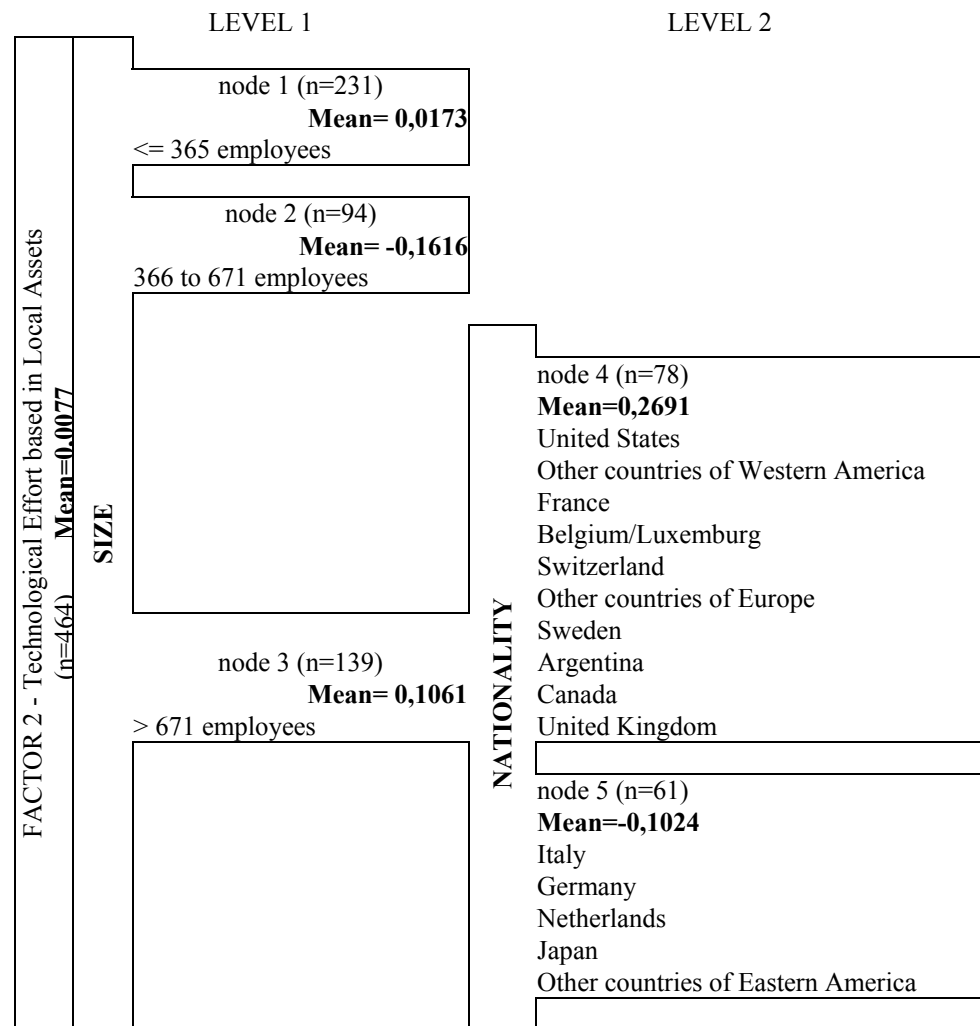 LEVEL 1
LEVEL 2
FACTOR 2 - Technological Effort based in Local Assets
(n=464) Mean=0,0077
SIZE
node 1 (n=231)
Mean= 0,0173
<= 365 employees
node 2 (n=94)
Mean= -0,1616
366 to 671 employees
node 3 (n=139)
Mean= 0,1061
> 671 employees
NATIONALITY
node 4 (n=78)
Mean=0,2691
United States
Other countries of Western America
France
Belgium/Luxemburg
Switzerland
Other countries of Europe
Sweden
Argentina
Canada
United Kingdom
node 5 (n=61)
Mean=-0,1024
Italy
Germany
Netherlands
Japan
Other countries of Eastern America